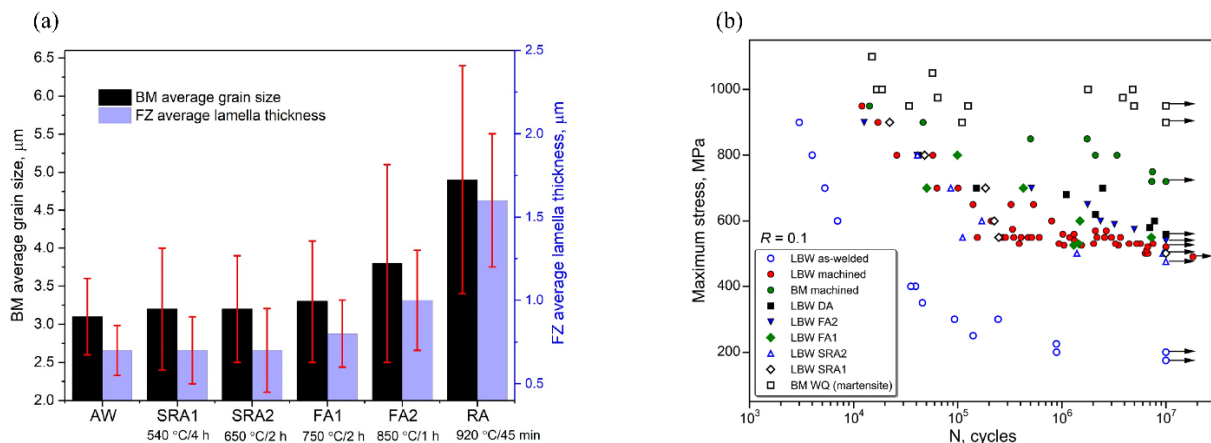 (a)
(b)
6.5
6.0
5.5
5.0
4.5
4.0
3.5
3.0
2.5
2.0
BM average grain size, μm
BM average grain size
FZ average lamella thickness
2.5
2.0
1.5
1.0
0.5
FZ average lamella thickness, μm
AW SRA1 SRA2 FA1 FA2 RA
540 °C/4 h 650 °C/2 h 750 °C/2 h 850 °C/1 h 920 °C/45 min
1000
800
600
400
200
Maximum stress, MPa
R = 0.1
LBW as-welded
LBW machined
BM machined
LBW DA
LBW FA2
LBW FA1
LBW SRA2
LBW SRA1
BM WQ (martensite)
10³ 10⁴ 10⁵ 10⁶ 10⁷
N, cycles